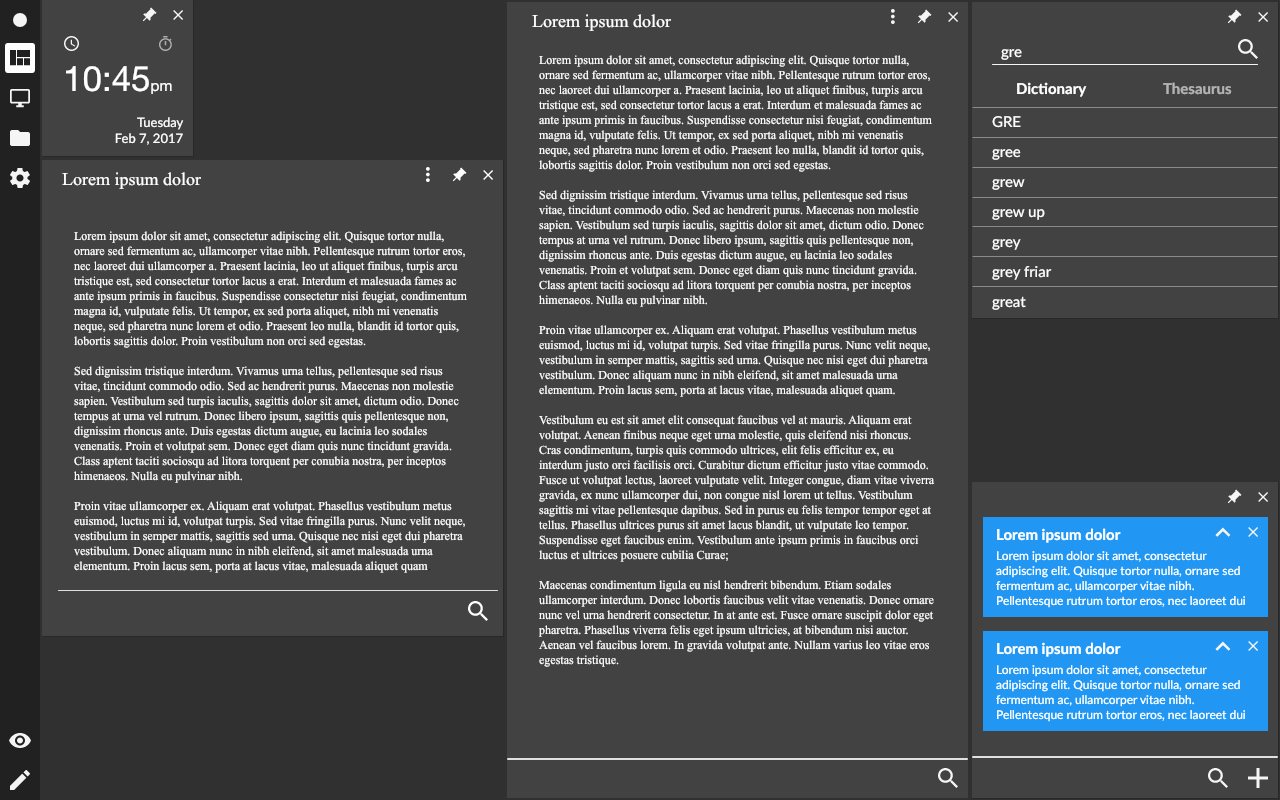 10:45pm
Tuesday
Feb 7, 2017
Lorem ipsum dolor
Lorem ipsum dolor sit amet, consectetur adipiscing elit. Quisque tortor nulla,
ornare sed fermentum ac, ullamcorper vitae nibh. Pellentesque rutrum tortor eros,
nec laoreet dui ullamcorper a. Praesent lacinia, leo ut aliquet finibus, turpis arcu
tristique est, sed consectetur tortor lacus a erat. Interdum et malesuada fames ac
ante ipsum primis in faucibus. Suspendisse consectetur nisi feugiat, condimentum
magna id, vulputate felis. Ut tempor, ex sed porta aliquet, nibh mi venenatis
neque, sed pharetra nunc lorem et odio. Praesent leo nulla, blandit id tortor quis,
lobortis sagittis dolor. Proin vestibulum non orci sed egestas.
Sed dignissim tristique interdum. Vivamus urna tellus, pellentesque sed risus
vitae, tincidunt commodo odio. Sed ac hendrerit purus. Maecenas non molestie
sapien. Vestibulum sed turpis iaculis, sagittis dolor sit amet, dictum odio. Donec
tempus at urna vel rutrum. Donec libero ipsum, sagittis quis pellentesque non,
dignissim rhoncus ante. Duis egestas dictum augue, eu lacinia leo sodales
venenatis. Proin et volutpat sem. Donec eget diam quis nunc tincidunt gravida.
Class aptent taciti sociosqu ad litora torquent per conubia nostra, per inceptos
himenaeos. Nulla eu pulvinar nibh.
Proin vitae ullamcorper ex. Aliquam erat volutpat. Phasellus vestibulum metus
euismod, luctus mi id, volutpat turpis. Sed vitae fringilla purus. Nunc velit neque,
vestibulum in semper mattis, sagittis sed urna. Quisque nec nisi eget dui pharetra
vestibulum. Donec aliquam nunc in nibh eleifend, sit amet malesuada urna
elementum. Proin lacus sem, porta at lacus vitae, malesuada aliquet quam
Lorem ipsum dolor
Lorem ipsum dolor sit amet, consectetur adipiscing elit. Quisque tortor nulla,
ornare sed fermentum ac, ullamcorper vitae nibh. Pellentesque rutrum tortor eros,
nec laoreet dui ullamcorper a. Praesent lacinia, leo ut aliquet finibus, turpis arcu
tristique est, sed consectetur tortor lacus a erat. Interdum et malesuada fames ac
ante ipsum primis in faucibus. Suspendisse consectetur nisi feugiat, condimentum
magna id, vulputate felis. Ut tempor, ex sed porta aliquet, nibh mi venenatis
neque, sed pharetra nunc lorem et odio. Praesent leo nulla, blandit id tortor quis,
lobortis sagittis dolor. Proin vestibulum non orci sed egestas.
Sed dignissim tristique interdum. Vivamus urna tellus, pellentesque sed risus
vitae, tincidunt commodo odio. Sed ac hendrerit purus. Maecenas non molestie
sapien. Vestibulum sed turpis iaculis, sagittis dolor sit amet, dictum odio. Donec
tempus at urna vel rutrum. Donec libero ipsum, sagittis quis pellentesque non,
dignissim rhoncus ante. Duis egestas dictum augue, eu lacinia leo sodales
venenatis. Proin et volutpat sem. Donec eget diam quis nunc tincidunt gravida.
Class aptent taciti sociosqu ad litora torquent per conubia nostra, per inceptos
himenaeos. Nulla eu pulvinar nibh.
Proin vitae ullamcorper ex. Aliquam erat volutpat. Phasellus vestibulum metus
euismod, luctus mi id, volutpat turpis. Sed vitae fringilla purus. Nunc velit neque,
vestibulum in semper mattis, sagittis sed urna. Quisque nec nisi eget dui pharetra
vestibulum. Donec aliquam nunc in nibh eleifend, sit amet malesuada urna
elementum. Proin lacus sem, porta at lacus vitae, malesuada aliquet quam.
Vestibulum eu est sit amet elit consequat faucibus vel at mauris. Aliquam erat
volutpat. Aenean finibus neque eget urna molestie, quis eleifend nisi rhoncus.
Cras condimentum, turpis quis commodo ultrices, elit felis efficitur ex, eu
interdum justo orci facilisis orci. Curabitur dictum efficitur justo vitae commodo.
Fusce ut volutpat lectus, laoreet vulputate velit. Integer congue, diam vitae viverra
gravida, ex nunc ullamcorper dui, non congue nisl lorem ut tellus. Vestibulum
sagittis mi vitae pellentesque dapibus. Sed in purus eu felis tempor tempor eget at
tellus. Phasellus ultrices purus sit amet lacus blandit, ut vulputate leo tempor.
Suspendisse eget faucibus enim. Vestibulum ante ipsum primis in faucibus orci
luctus et ultrices posuere cubilia Curae;
Maecenas condimentum ligula eu nisl hendrerit bibendum. Etiam sodales
ullamcorper interdum. Donec lobortis faucibus velit vitae venenatis. Donec ornare
nunc vel urna hendrerit consectetur. In at ante est. Fusce ornare suscipit dolor eget
pharetra. Phasellus viverra felis eget ipsum ultricies, at bibendum nisi auctor.
Aenean vel faucibus lorem. In gravida volutpat ante. Nullam varius leo vitae eros
egestas tristique.
gre
Dictionary Thesaurus
GRE
gree
grew
grew up
grey
grey friar
great
Lorem ipsum dolor
Lorem ipsum dolor sit amet, consectetur
adipiscing elit. Quisque tortor nulla, ornare sed
fermentum ac, ullamcorper vitae nibh.
Pellentesque rutrum tortor eros, nec laoreet dui
Lorem ipsum dolor
Lorem ipsum dolor sit amet, consectetur
adipiscing elit. Quisque tortor nulla, ornare sed
fermentum ac, ullamcorper vitae nibh.
Pellentesque rutrum tortor eros, nec laoreet dui